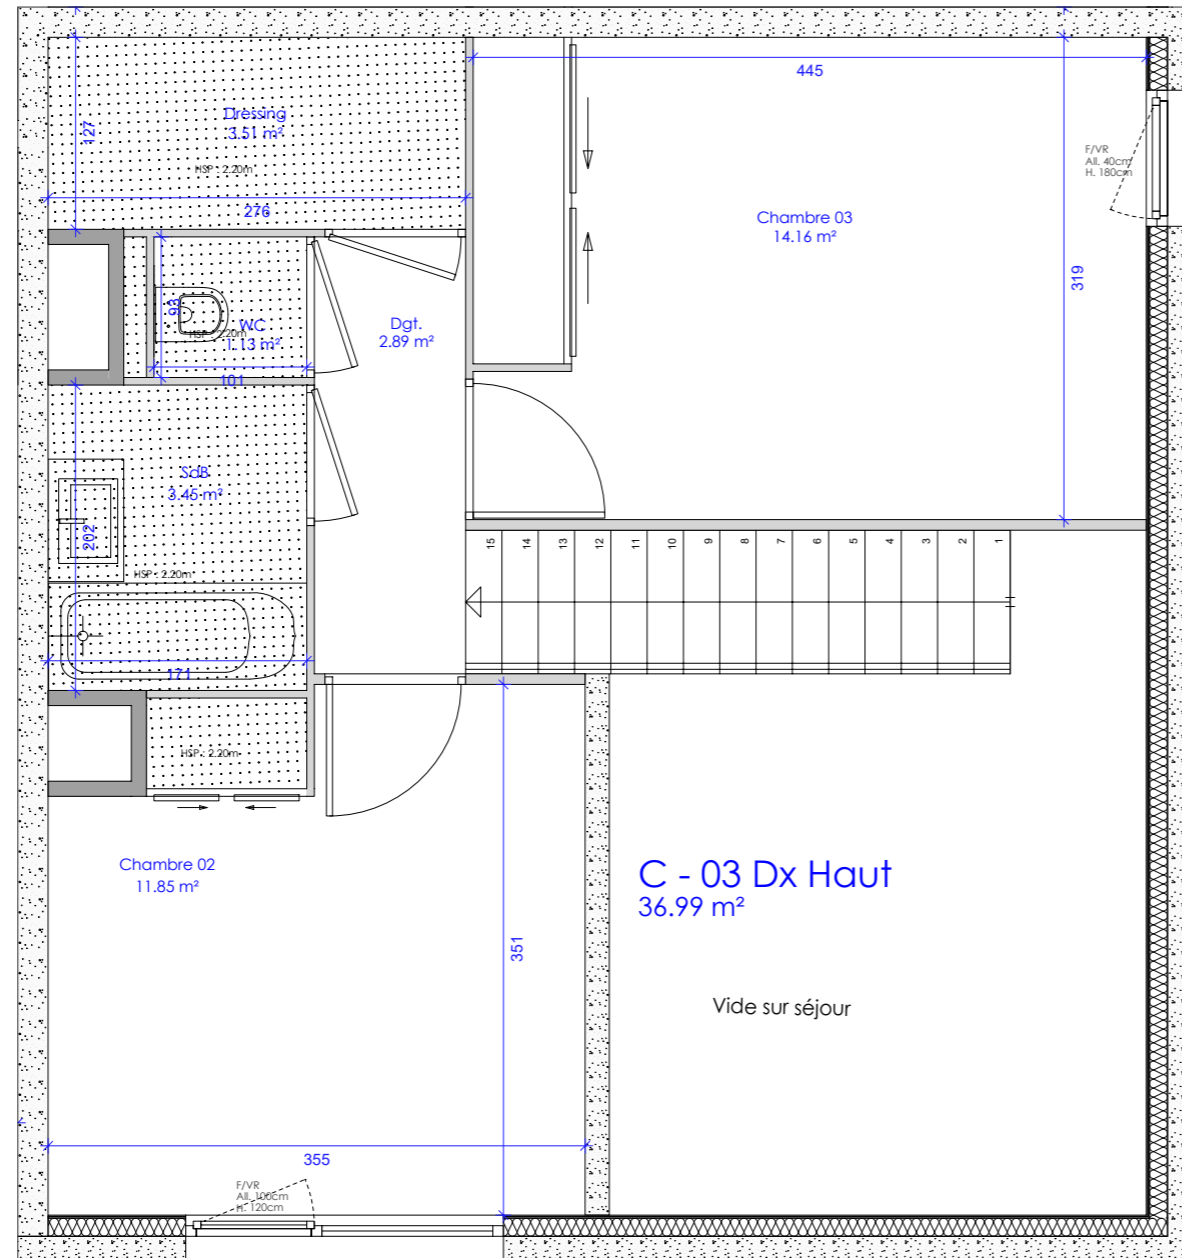 445
127
Dressing
3.51 m²
HSP : 2.20m
276
F/VR
All. 40cm
H. 180cm
Chambre 03
14.16 m²
319
93
WC
1.13 m²
HSP : 2.20m
101
Dgt.
2.89 m²
SdB
3.45 m²
202
HSP : 2.20m
171
15
14
13
12
11
10
9
8
7
6
5
4
3
2
1
HSP : 2.20m
Chambre 02
11.85 m²
C - 03 Dx Haut
36.99 m²
351
Vide sur séjour
355
F/VR
All. 100cm
H. 120cm